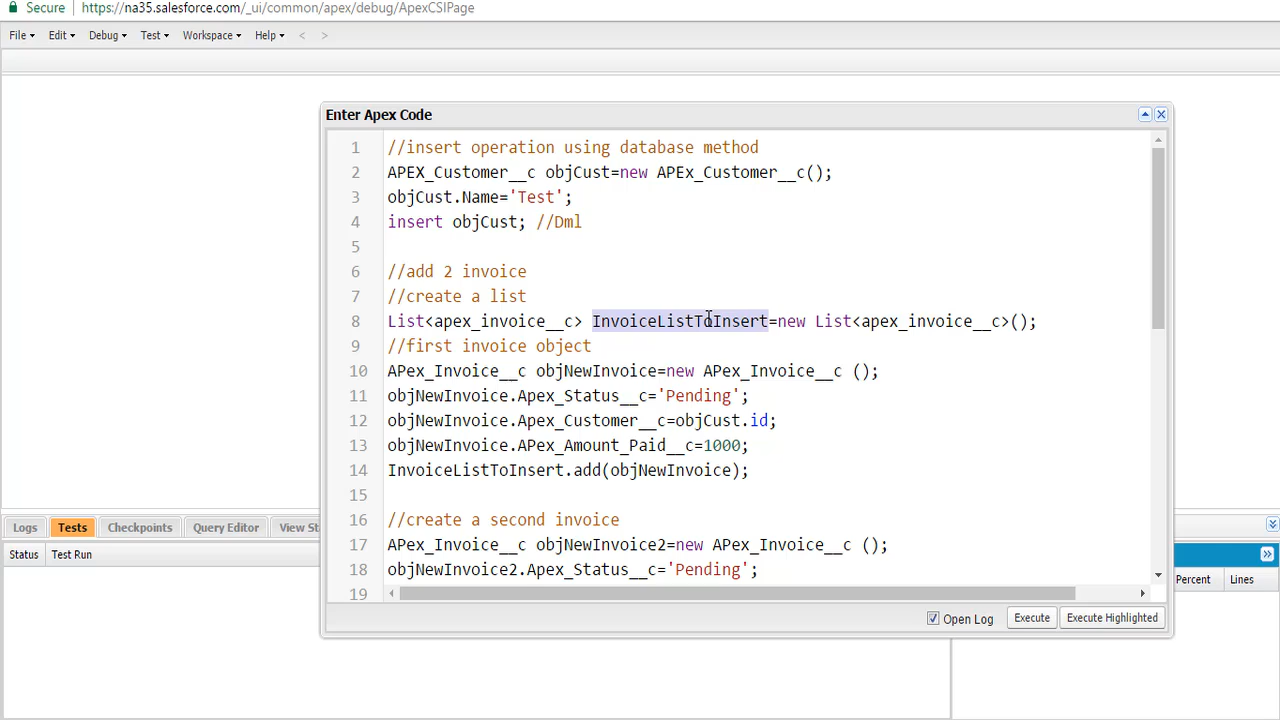 Secure https://na35.salesforce.com/_ui/common/apex/debug/ApexCSIPage
File Edit Debug Test Workspace Help < >
Enter Apex Code
1 //insert operation using database method
2 APEX_Customer__c objCust=new APEx_Customer__c();
3 objCust.Name='Test';
4 insert objCust; //Dml
5
6 //add 2 invoice
7 //create a list
8 List<apex_invoice__c> InvoiceListToInsert=new List<apex_invoice__c>();
9 //first invoice object
10 APex_Invoice__c objNewInvoice=new APex_Invoice__c ();
11 objNewInvoice.Apex_Status__c='Pending';
12 objNewInvoice.Apex_Customer__c=objCust.id;
13 objNewInvoice.APex_Amount_Paid__c=1000;
14 InvoiceListToInsert.add(objNewInvoice);
15
16 //create a second invoice
17 APex_Invoice__c objNewInvoice2=new APex_Invoice__c ();
18 objNewInvoice2.Apex_Status__c='Pending';
19
Logs Tests Checkpoints Query Editor View St
Status Test Run Percent Lines
Open Log Execute Execute Highlighted